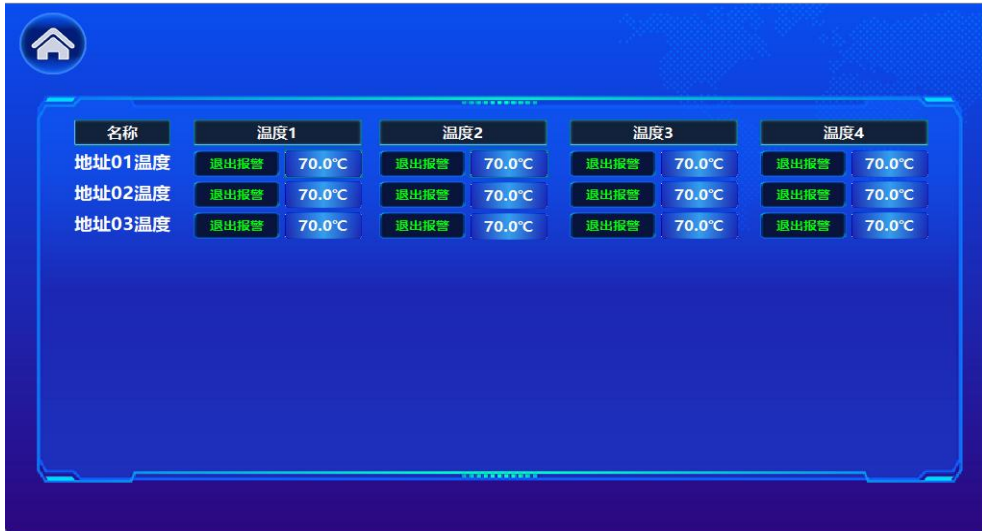 名称 温度1 温度2 温度3 温度4
地址01温度 退出报警 70.0℃ 退出报警 70.0℃ 退出报警 70.0℃ 退出报警 70.0℃
地址02温度 退出报警 70.0℃ 退出报警 70.0℃ 退出报警 70.0℃ 退出报警 70.0℃
地址03温度 退出报警 70.0℃ 退出报警 70.0℃ 退出报警 70.0℃ 退出报警 70.0℃